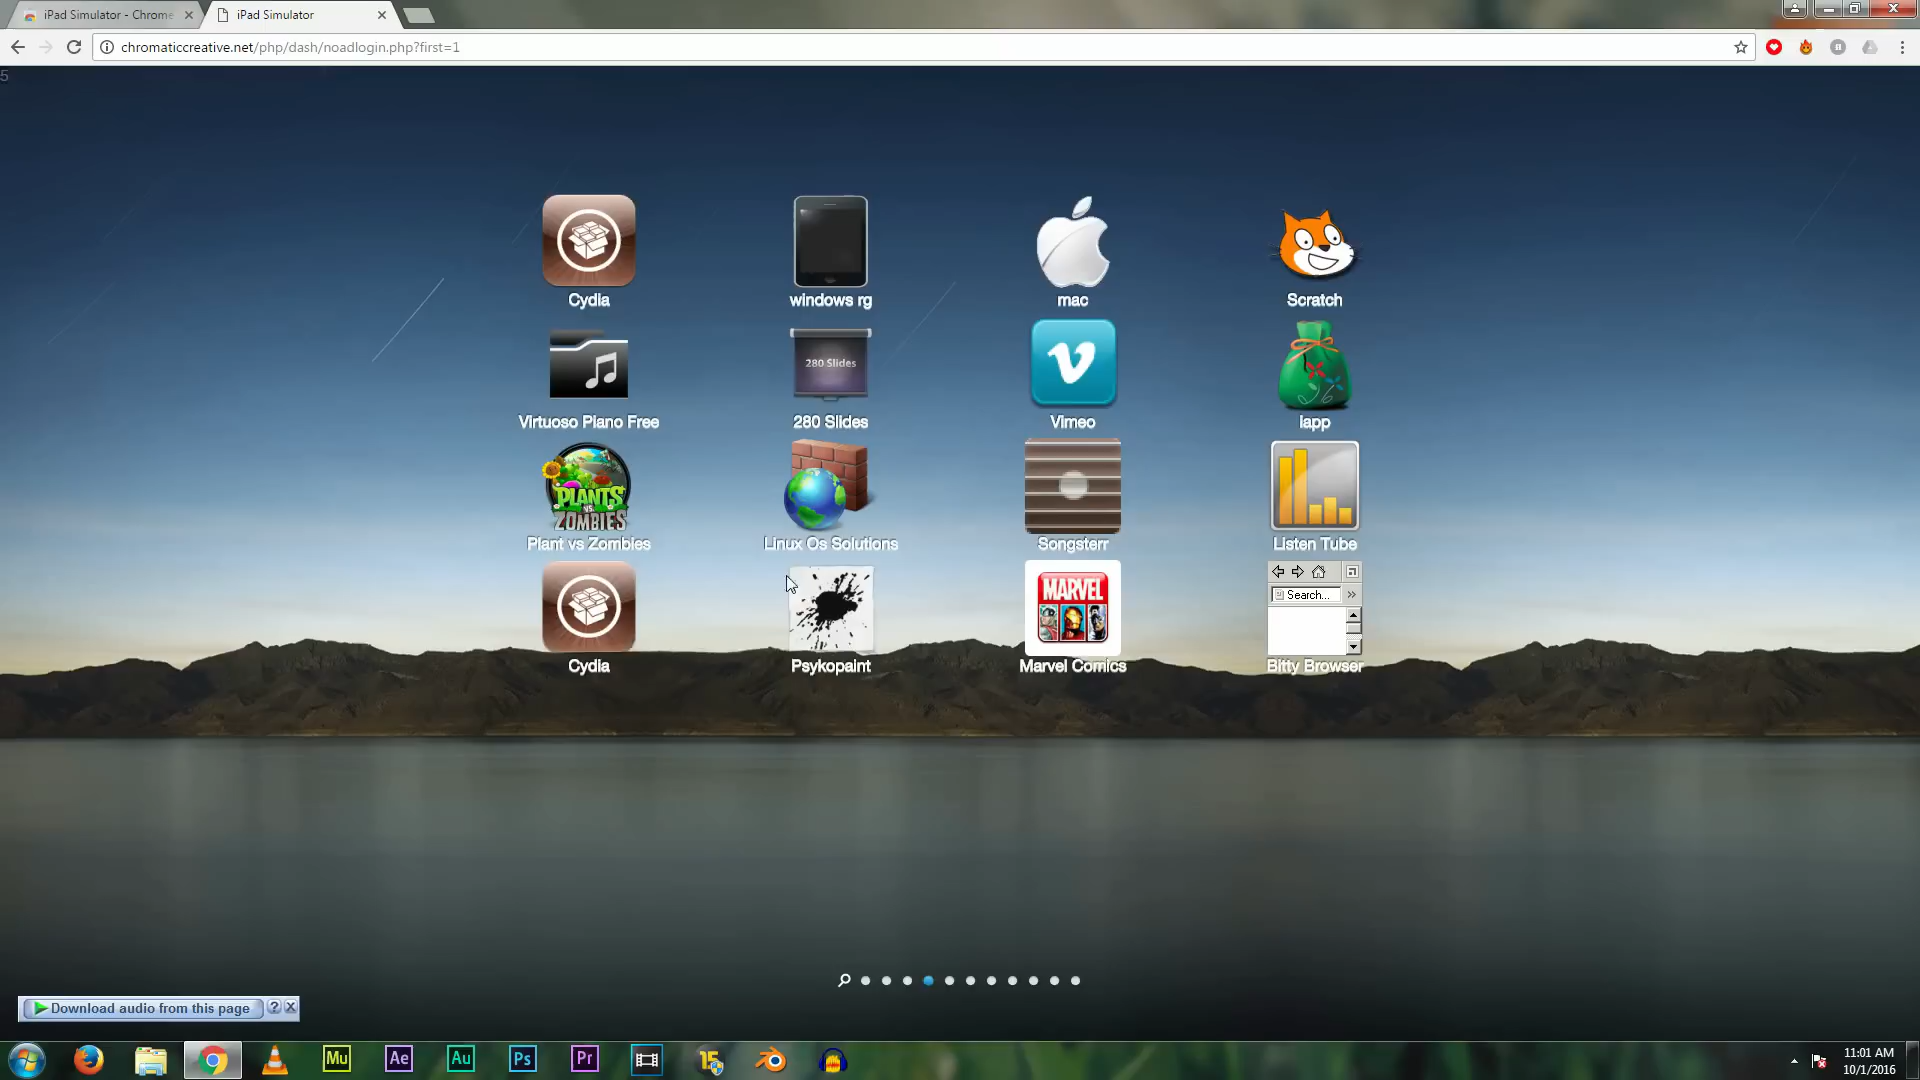 iPad Simulator - Chrome
iPad Simulator
chromaticcreative.net/php/dash/noadlogin.php?first=1
5
Cydia
windows rg
mac
Scratch
280 Slides
Virtuoso Piano Free
280 Slides
Vimeo
Iapp
PLANTS
VS.
ZOMBIES
Plant vs Zombies
Linux Os Solutions
Songsterr
Listen Tube
MARVEL
Search...
Cydia
Psykopaint
Marvel Comics
Bitty Browser
Download audio from this page
Mu
Ae
Au
Ps
Pr
15
11:01 AM
10/1/2016